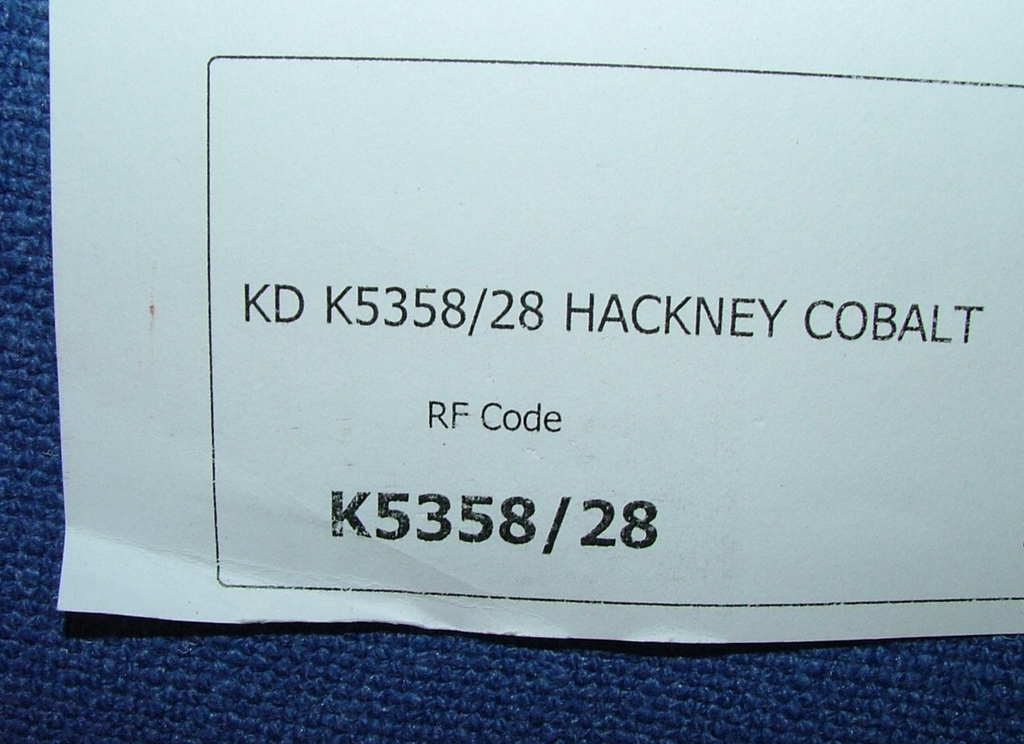 KD K5358/28 HACKNEY COBALT
RF Code
K5358/28